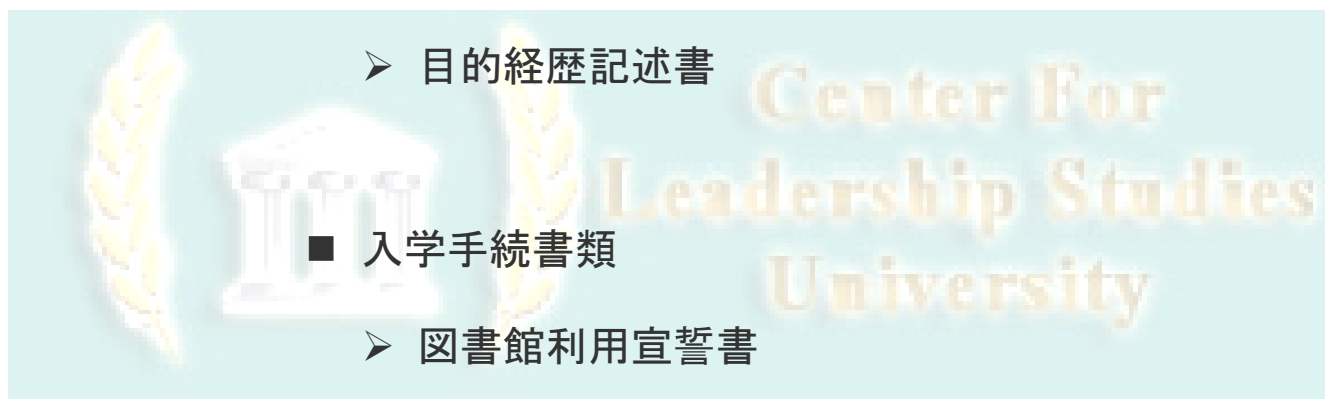 ➢ 目的経歴記述書
Center For
Leadership Studies
■ 入学手続書類
University
➢ 図書館利用宣誓書